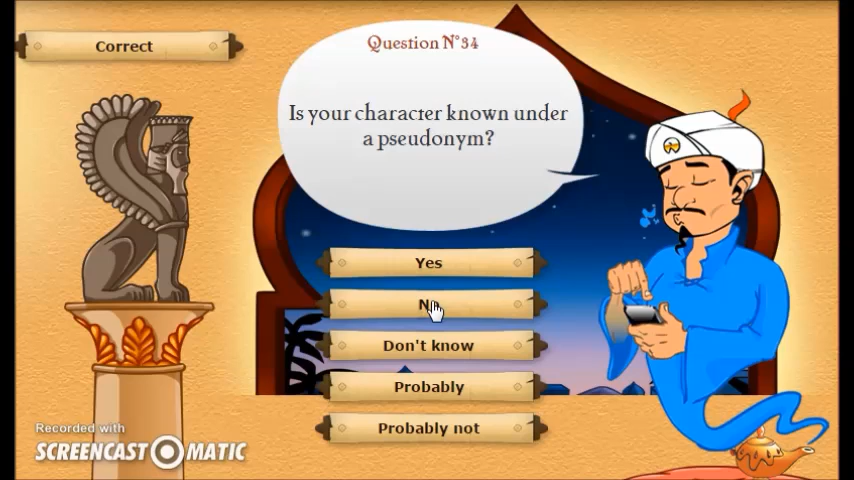 Correct
Question N°34
Is your character known under
a pseudonym?
Yes
No
Don't know
Probably
Probably not
Recorded with
SCREENCAST MATIC